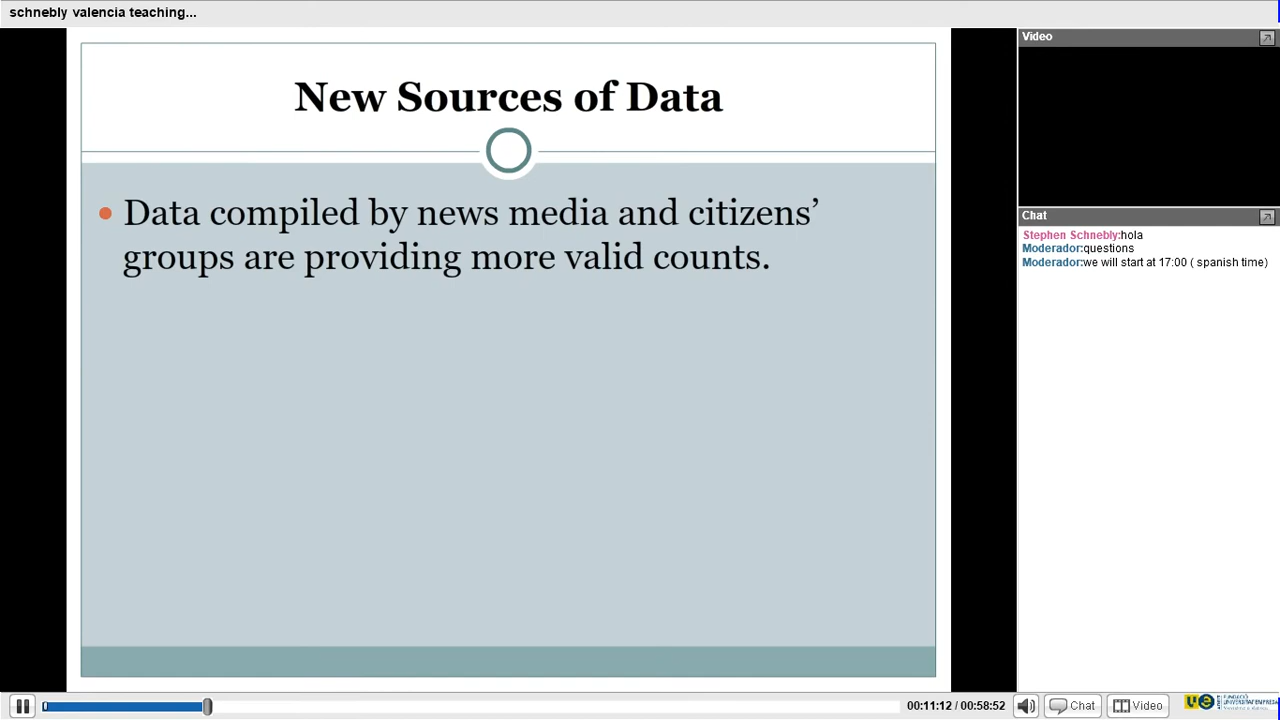 schnebly valencia teaching...
New Sources of Data
• Data compiled by news media and citizens’
groups are providing more valid counts.
Video
Chat
Stephen Schnebly:hola
Moderador:questions
Moderador:we will start at 17:00 ( spanish time)
00:11:12 / 00:58:52
Chat
Video